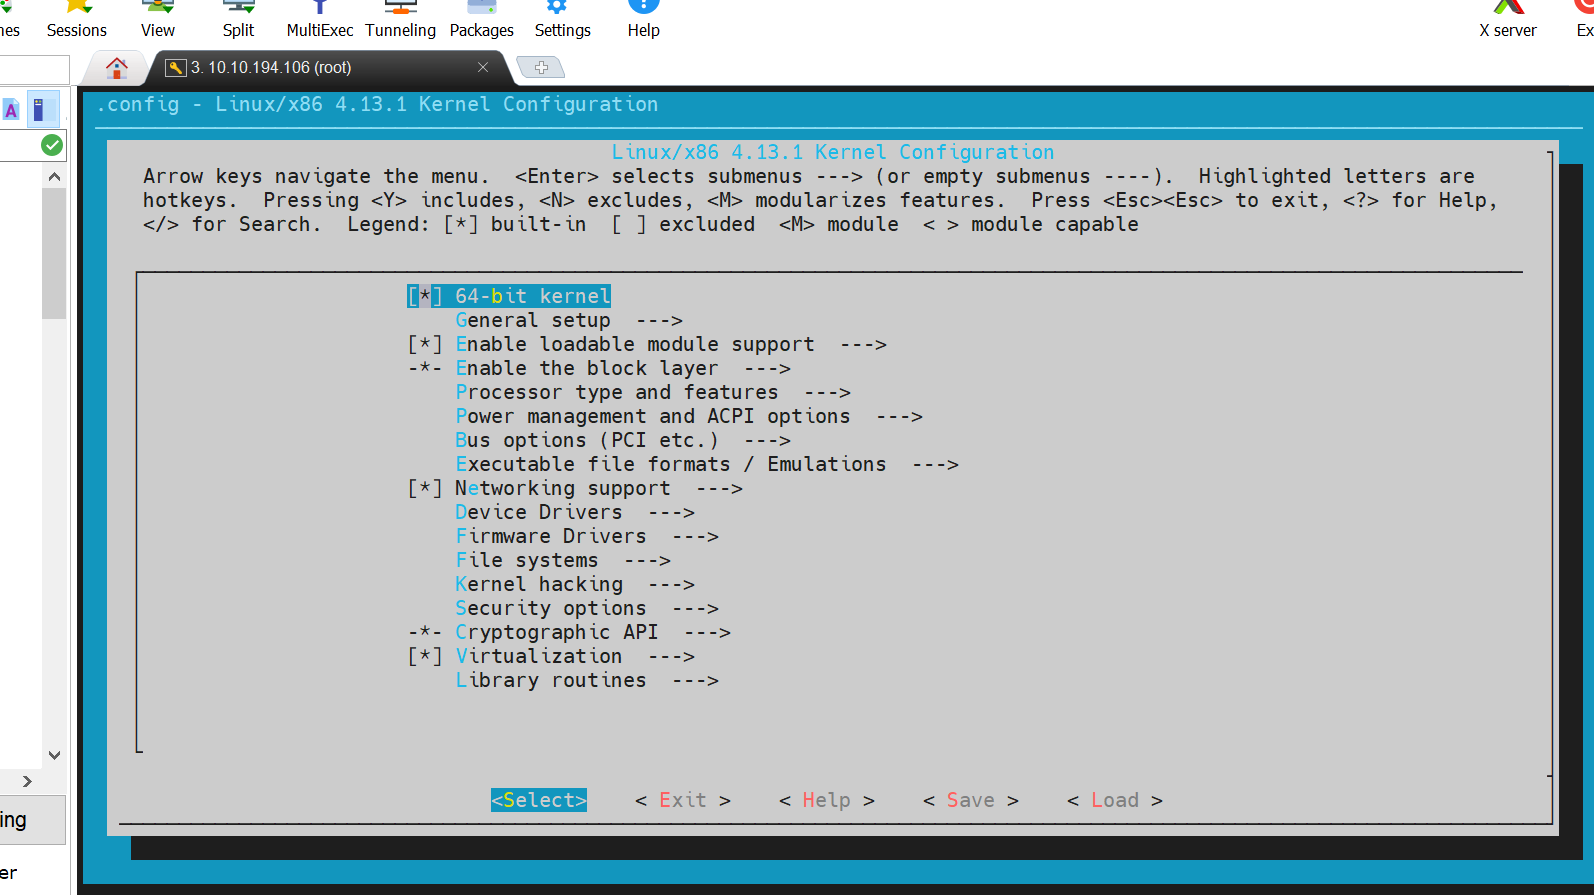 Sessions View Split MultiExec Tunneling Packages Settings Help X server
3. 10.10.194.106 (root)
.config - Linux/x86 4.13.1 Kernel Configuration
Linux/x86 4.13.1 Kernel Configuration
Arrow keys navigate the menu.  <Enter> selects submenus ---> (or empty submenus ----).  Highlighted letters are
hotkeys.  Pressing <Y> includes, <N> excludes, <M> modularizes features.  Press <Esc><Esc> to exit, <?> for Help,
</> for Search.  Legend: [*] built-in  [ ] excluded  <M> module  < > module capable
[*] 64-bit kernel
General setup  --->
[*] Enable loadable module support  --->
-*- Enable the block layer  --->
Processor type and features  --->
Power management and ACPI options  --->
Bus options (PCI etc.)  --->
Executable file formats / Emulations  --->
[*] Networking support  --->
Device Drivers  --->
Firmware Drivers  --->
File systems  --->
Kernel hacking  --->
Security options  --->
-*- Cryptographic API  --->
[*] Virtualization  --->
Library routines  --->
<Select>    < Exit >    < Help >    < Save >    < Load >